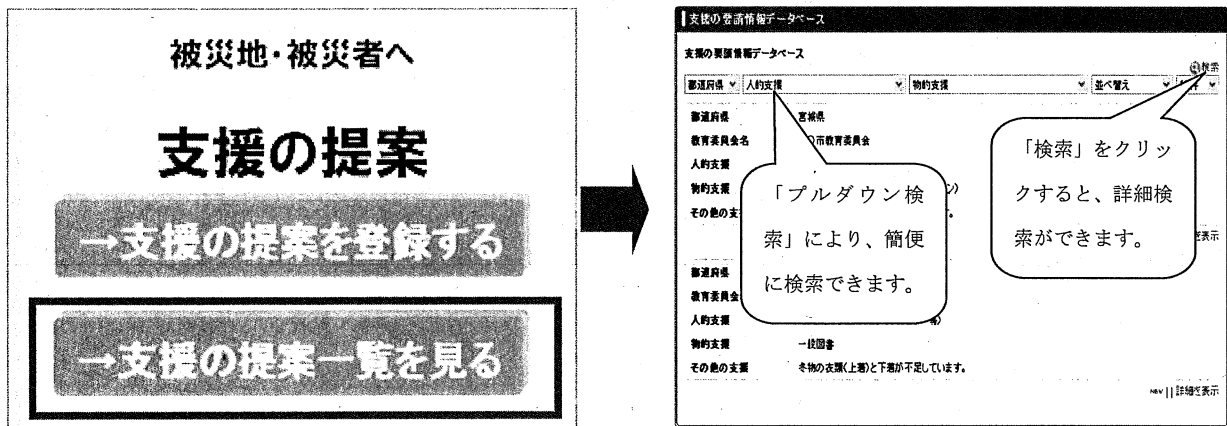 被災地・被災者へ
支援の提案
→支援の提案を登録する
→支援の提案一覧を見る
支援の要請情報データベース
支援の要請情報データベース
検索
都道府県 人的支援 物的支援 並べ替え
都道府県 宮城県
教育委員会名 市教育委員会
人的支援
物的支援
その他の支
を表示
「プルダウン検
索」により、簡便
に検索できます。
「検索」をクリッ
クすると、詳細検
索ができます。
都道府県
教育委員会
人的支援
物的支援 一般図書
その他の支援 冬物の衣類(上着)と下着が不足しています。
NEW || 詳細を表示